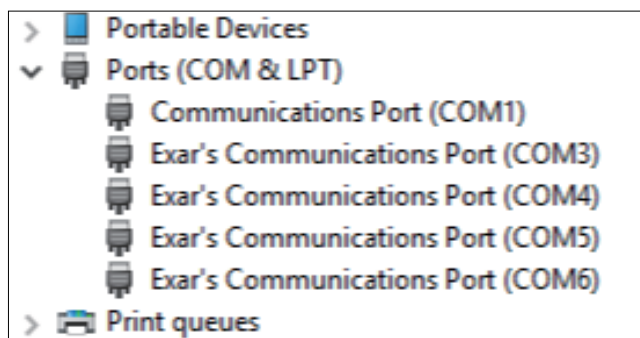 Portable Devices
Ports (COM & LPT)
Communications Port (COM1)
Exar's Communications Port (COM3)
Exar's Communications Port (COM4)
Exar's Communications Port (COM5)
Exar's Communications Port (COM6)
Print queues